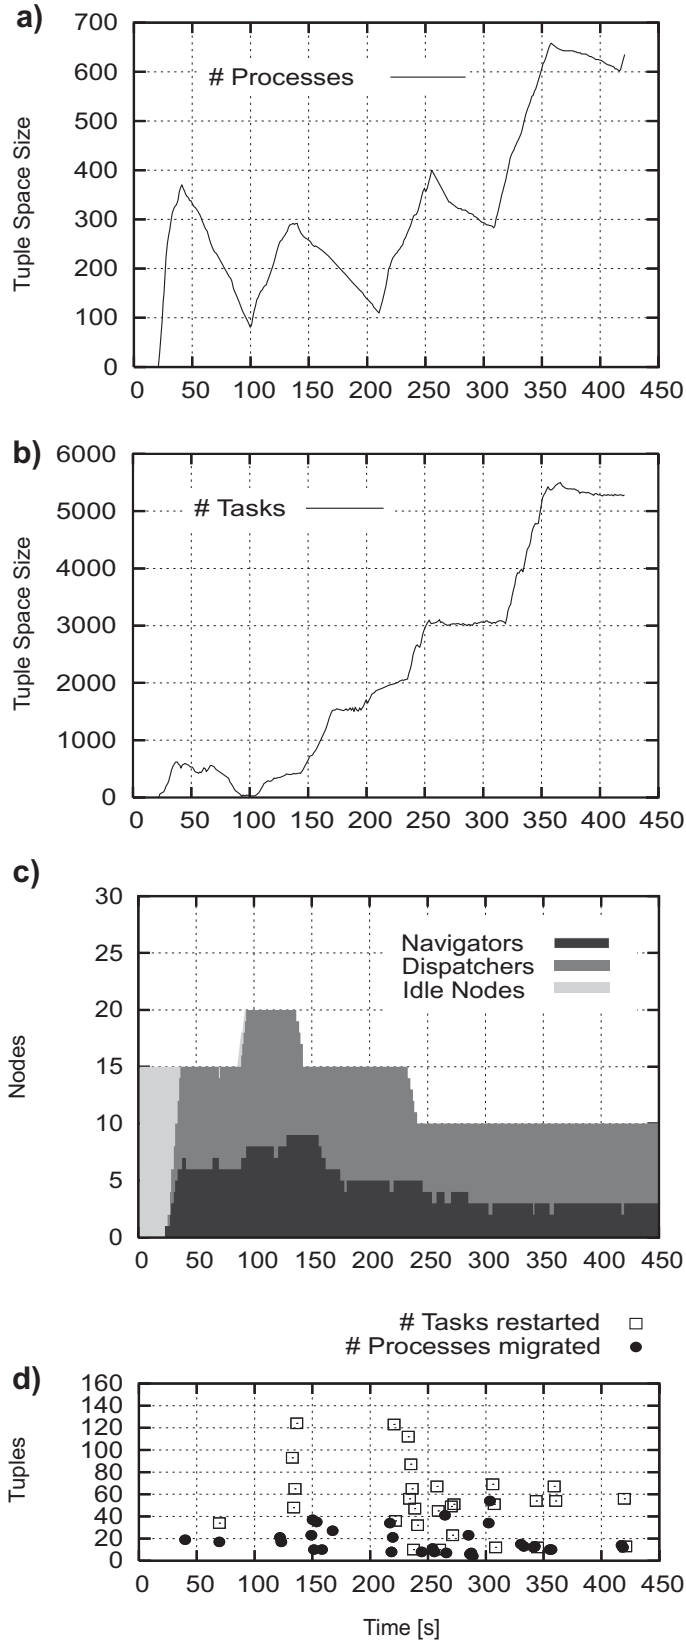 a)
700
600
500
400
300
200
100
0
Tuple Space Size
# Processes
0 50 100 150 200 250 300 350 400 450
b)
6000
5000
4000
3000
2000
1000
0
Tuple Space Size
# Tasks
0 50 100 150 200 250 300 350 400 450
c)
30
25
20
15
10
5
0
Nodes
Navigators
Dispatchers
Idle Nodes
0 50 100 150 200 250 300 350 400 450
# Tasks restarted
# Processes migrated
d)
160
140
120
100
80
60
40
20
0
Tuples
0 50 100 150 200 250 300 350 400 450
Time [s]